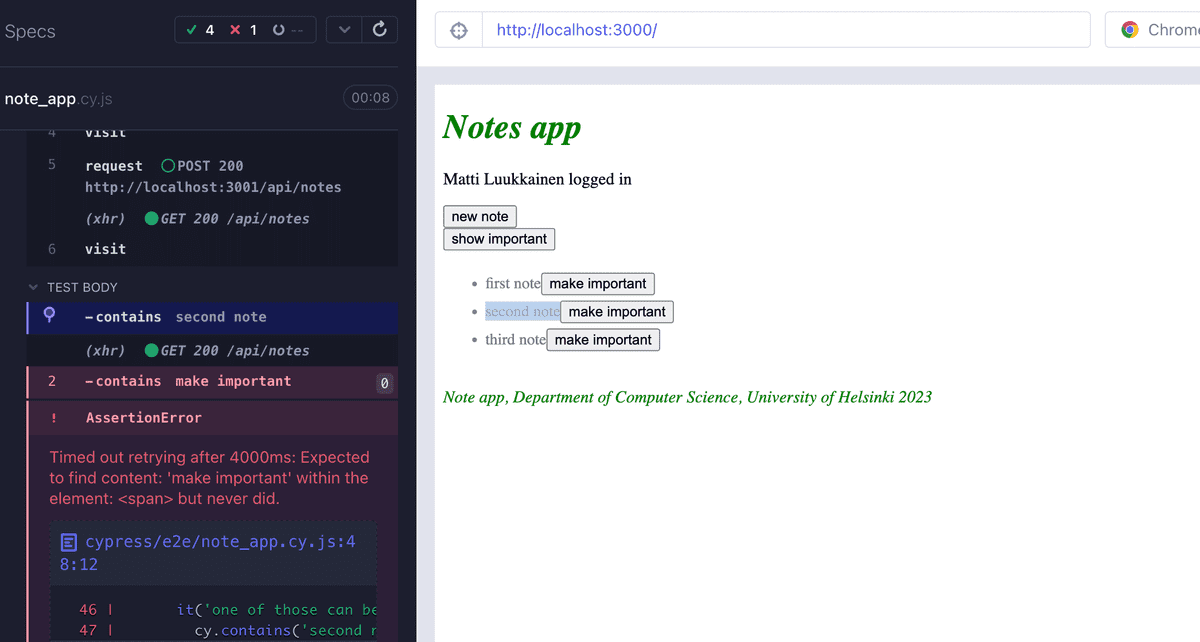 Specs
4 1 --
note_app.cy.js 00:08
4 visit
5 request POST 200
http://localhost:3001/api/notes
(xhr) GET 200 /api/notes
6 visit
TEST BODY
-contains second note
(xhr) GET 200 /api/notes
2 -contains make important 0
! AssertionError
Timed out retrying after 4000ms: Expected
to find content: 'make important' within the
element: <span> but never did.
cypress/e2e/note_app.cy.js:4
8:12
46 | it('one of those can be
47 | cy.contains('second n
http://localhost:3000/
Chrome
Notes app
Matti Luukkainen logged in
new note
show important
first note make important
second note make important
third note make important
Note app, Department of Computer Science, University of Helsinki 2023